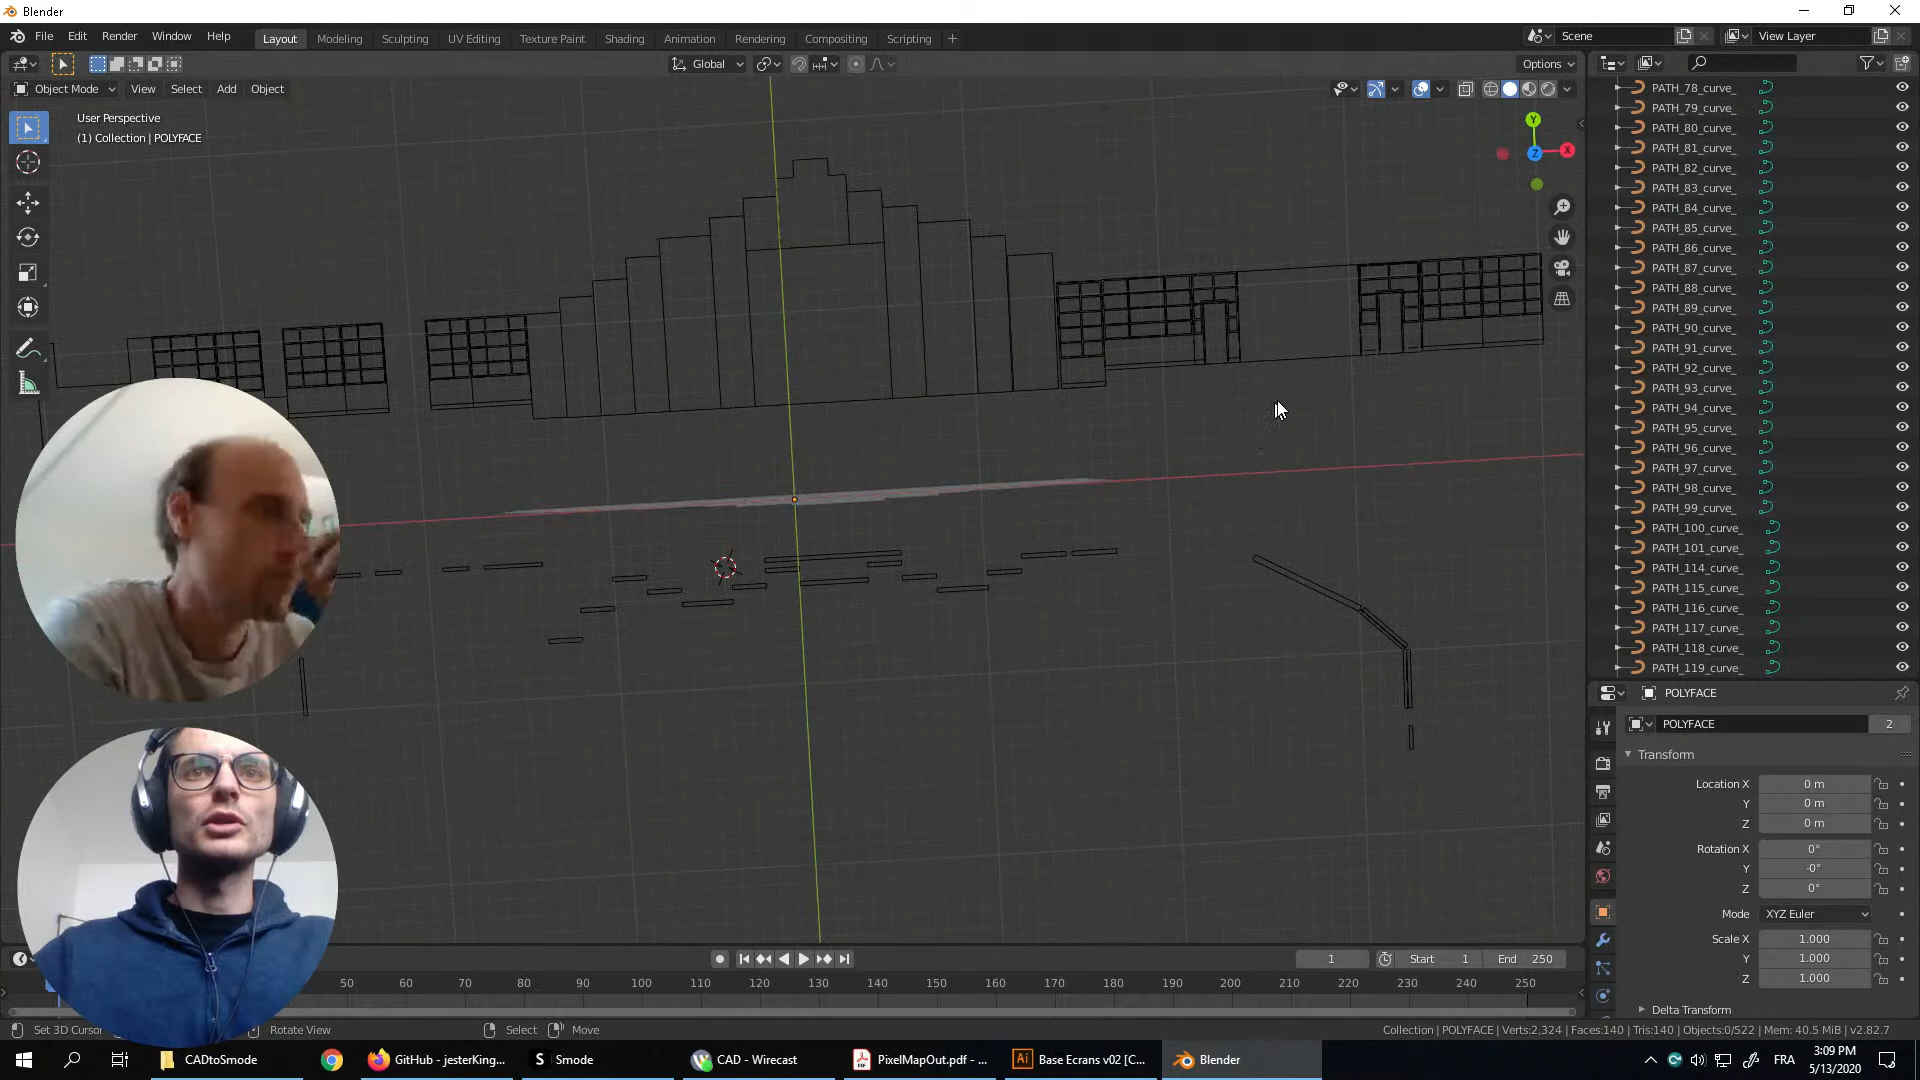 Blender
File Edit Render Window Help
Layout Modeling Sculpting UV Editing Texture Paint Shading Animation Rendering Compositing Scripting +
Scene
View Layer
Global
Options
Object Mode View Select Add Object
User Perspective
(1) Collection | POLYFACE
Y
X
Z
PATH_78_curve_
PATH_79_curve_
PATH_80_curve_
PATH_81_curve_
PATH_82_curve_
PATH_83_curve_
PATH_84_curve_
PATH_85_curve_
PATH_86_curve_
PATH_87_curve_
PATH_88_curve_
PATH_89_curve_
PATH_90_curve_
PATH_91_curve_
PATH_92_curve_
PATH_93_curve_
PATH_94_curve_
PATH_95_curve_
PATH_96_curve_
PATH_97_curve_
PATH_98_curve_
PATH_99_curve_
PATH_100_curve_
PATH_101_curve_
PATH_114_curve_
PATH_115_curve_
PATH_116_curve_
PATH_117_curve_
PATH_118_curve_
PATH_119_curve_
POLYFACE
POLYFACE 2
Transform
Location X 0 m
Y 0 m
Z 0 m
Rotation X 0°
Y -0°
Z 0°
Mode XYZ Euler
Scale X 1.000
Y 1.000
Z 1.000
Delta Transform
1 Start 1 End 250
50 60 70 80 90 100 110 120 130 140 150 160 170 180 190 200 210 220 230 240 250
Set 3D Cursor Rotate View Select Move
Collection | POLYFACE | Verts:2,324 | Faces:140 | Tris:140 | Objects:0/522 | Mem: 40.5 MiB | v2.82.7
CADtoSmode
GitHub - jesterKing...
S Smode
CAD - Wirecast
PixelMapOut.pdf - ...
Ai Base Ecrans v02 [C...
Blender
FRA
3:09 PM
5/13/2020